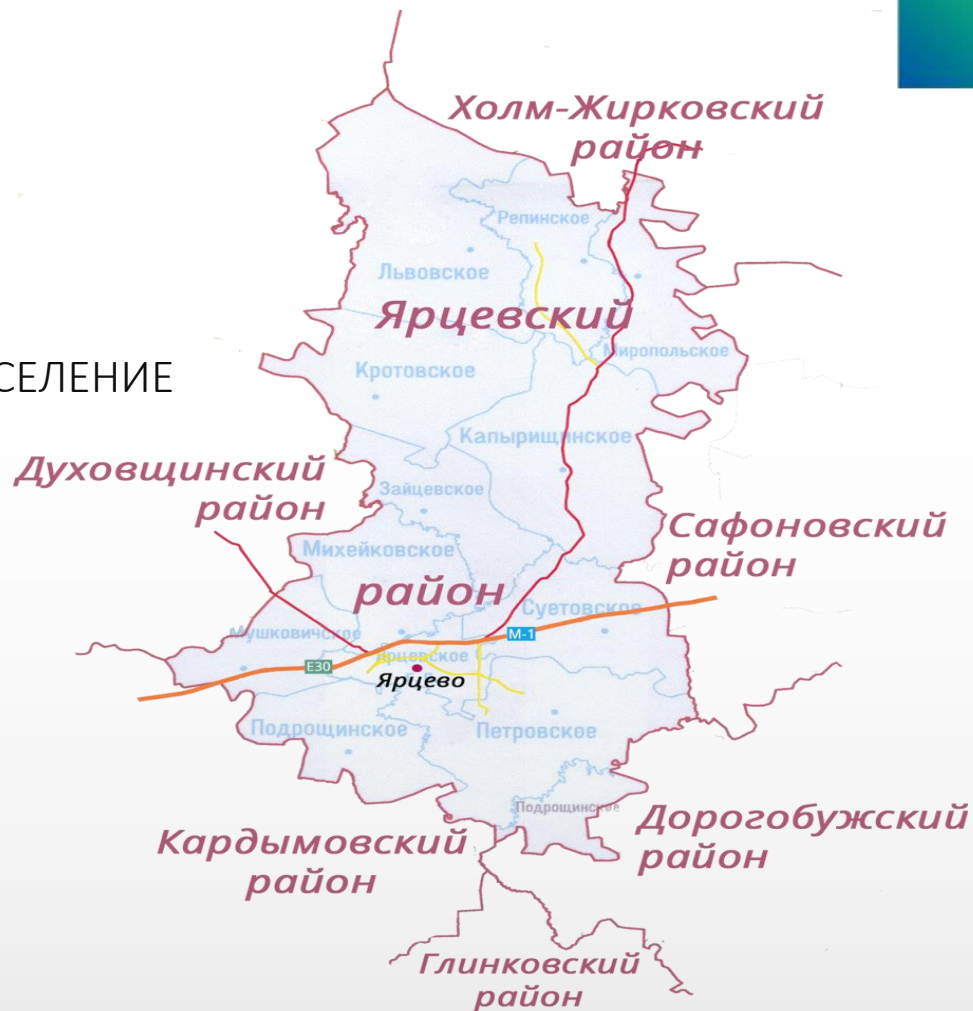 Холм-Жирковский
район
Репинское
Львовское
Ярцевский
Миропольское
СЕЛЕНИЕ
Кротовское
Капырищинское
Духовщинский
район
Зайцевское
Сафоновский
район
Михейковское
район
Суетовское
М-1
Мушковичское
Ярцевское
E30
Ярцево
Подрощинское
Петровское
Подрощинское
Дорогобужский
район
Кардымовский
район
Глинковский
район